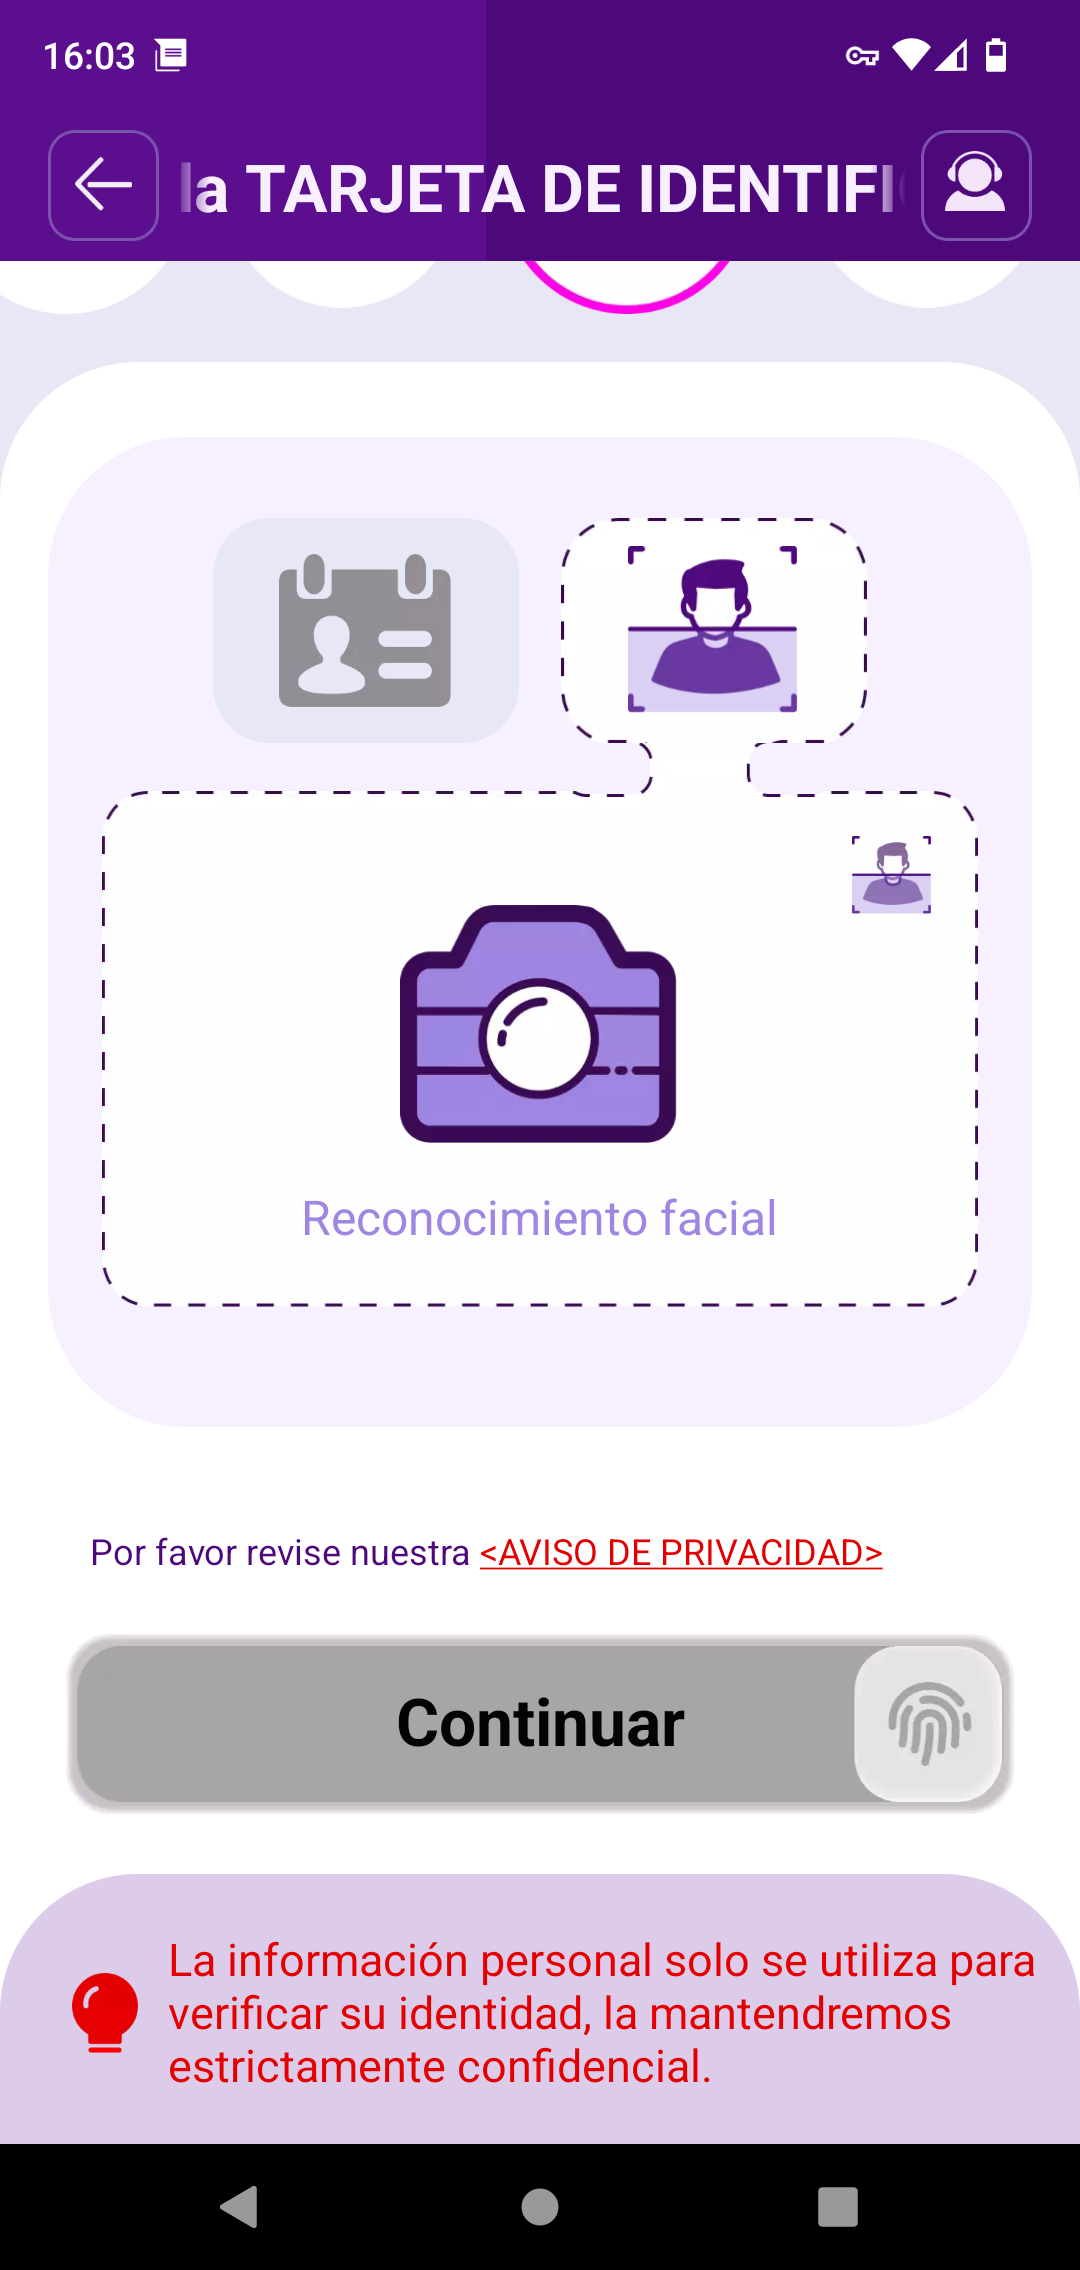 16:03
la TARJETA DE IDENTIFI
Reconocimiento facial
Por favor revise nuestra <AVISO DE PRIVACIDAD>
Continuar
La información personal solo se utiliza para
verificar su identidad, la mantendremos
estrictamente confidencial.